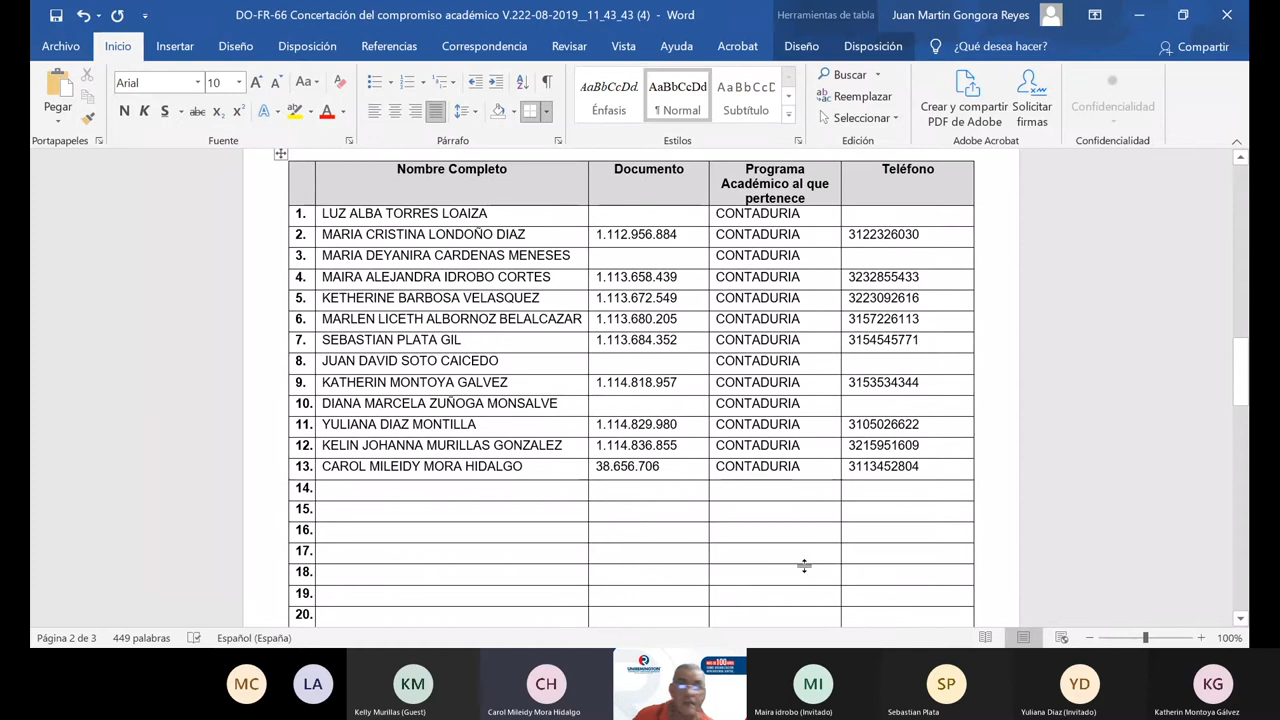 DO-FR-66 Concertación del compromiso académico V.222-08-2019__11_43_43 (4) - Word
Herramientas de tabla
Juan Martin Gongora Reyes
Archivo Inicio Insertar Diseño Disposición Referencias Correspondencia Revisar Vista Ayuda Acrobat Diseño Disposición ¿Qué desea hacer? Compartir
Pegar
Arial 10 Aa
N K S abc x₂ x² A A
AaBbCcDd. AaBbCcDd AaBbCcD
Énfasis ¶ Normal Subtítulo
Buscar
Reemplazar
Seleccionar
Crear y compartir PDF de Adobe
Solicitar firmas
Confidencialidad
Portapapeles Fuente Párrafo Estilos Edición Adobe Acrobat Confidencialidad
Nombre Completo Documento Programa Académico al que pertenece Teléfono
1. LUZ ALBA TORRES LOAIZA CONTADURIA
2. MARIA CRISTINA LONDOÑO DIAZ 1.112.956.884 CONTADURIA 3122326030
3. MARIA DEYANIRA CARDENAS MENESES CONTADURIA
4. MAIRA ALEJANDRA IDROBO CORTES 1.113.658.439 CONTADURIA 3232855433
5. KETHERINE BARBOSA VELASQUEZ 1.113.672.549 CONTADURIA 3223092616
6. MARLEN LICETH ALBORNOZ BELALCAZAR 1.113.680.205 CONTADURIA 3157226113
7. SEBASTIAN PLATA GIL 1.113.684.352 CONTADURIA 3154545771
8. JUAN DAVID SOTO CAICEDO CONTADURIA
9. KATHERIN MONTOYA GALVEZ 1.114.818.957 CONTADURIA 3153534344
10. DIANA MARCELA ZUÑOGA MONSALVE CONTADURIA
11. YULIANA DIAZ MONTILLA 1.114.829.980 CONTADURIA 3105026622
12. KELIN JOHANNA MURILLAS GONZALEZ 1.114.836.855 CONTADURIA 3215951609
13. CAROL MILEIDY MORA HIDALGO 38.656.706 CONTADURIA 3113452804
14.
15.
16.
17.
18.
19.
20.
Página 2 de 3 449 palabras Español (España) 100%
MC LA KM CH MI SP YD KG
UNIREMINGTON
Kelly Murillas (Guest) Carol Mileidy Mora Hidalgo Maira idrobo (Invitado) Sebastian Plata Yuliana Diaz (Invitado) Katherin Montoya Gálvez